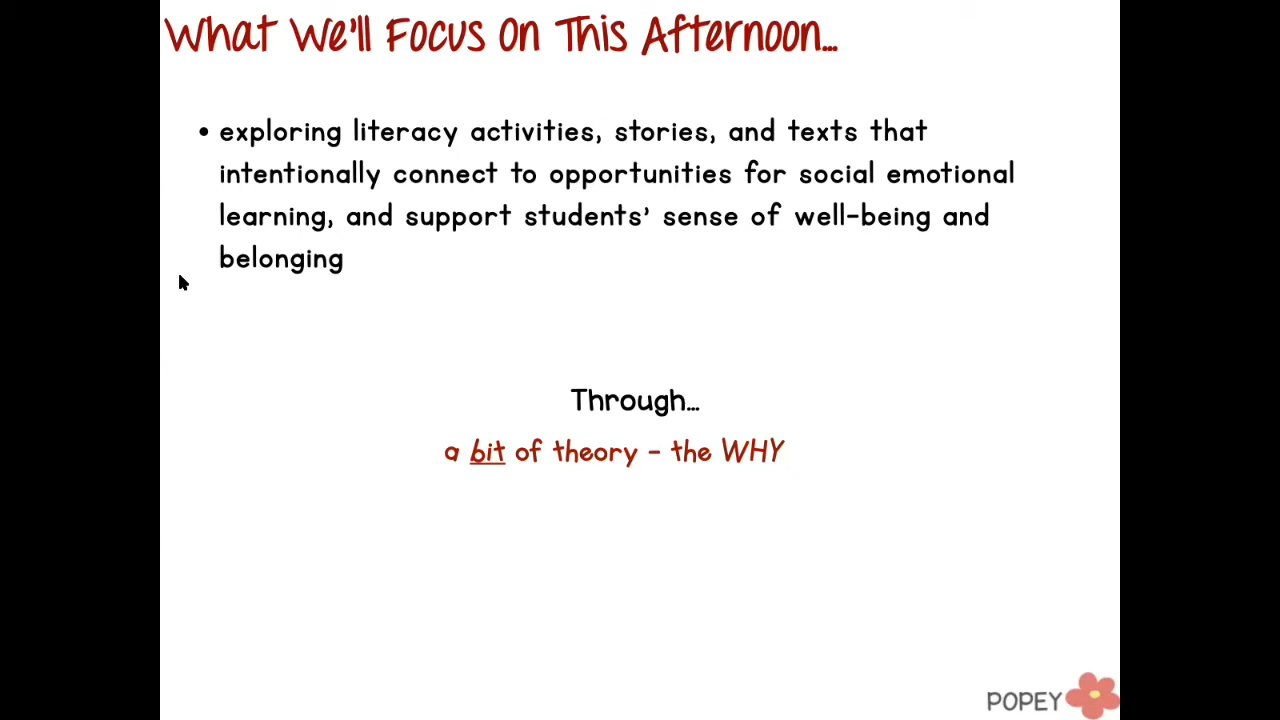 What We'll Focus On This Afternoon...
• exploring literacy activities, stories, and texts that
intentionally connect to opportunities for social emotional
learning, and support students' sense of well-being and
belonging
Through...
a bit of theory - the WHY
POPEY